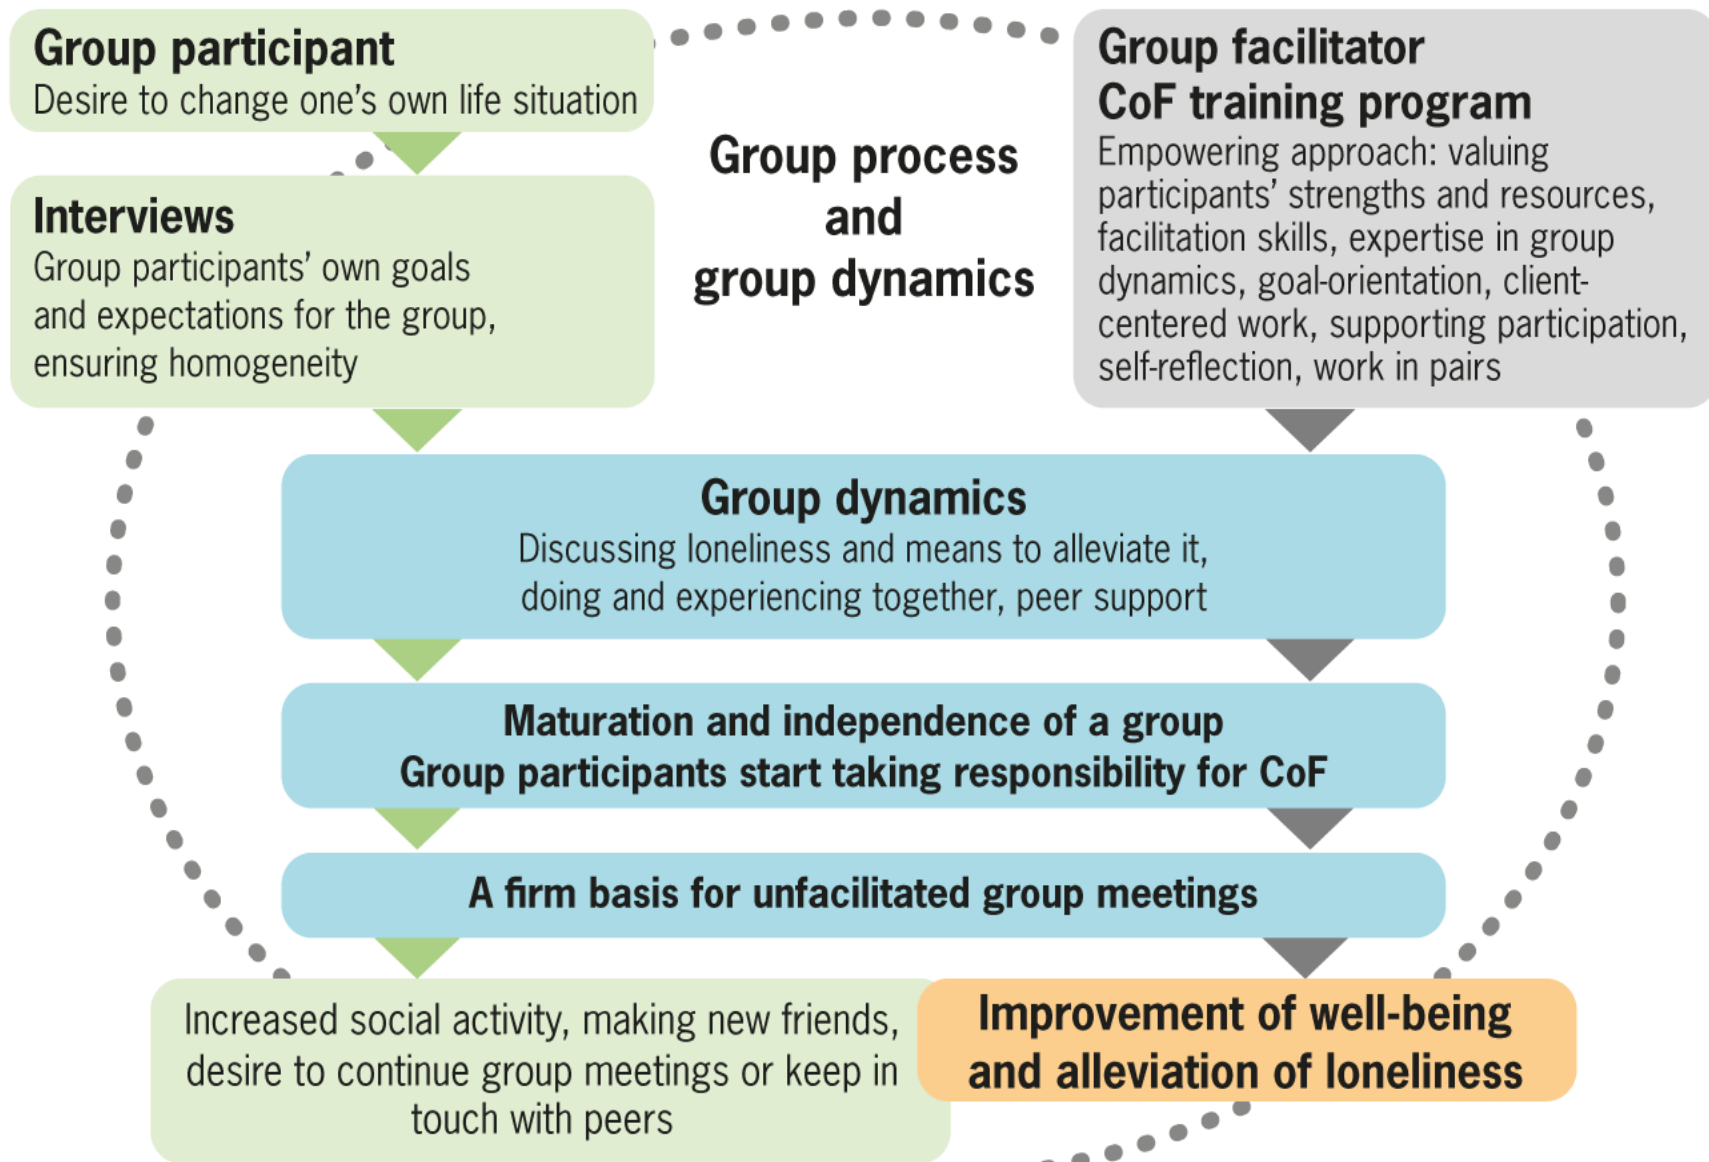 Group participant
Desire to change one's own life situation
Interviews
Group participants' own goals
and expectations for the group,
ensuring homogeneity
Group process
and
group dynamics
Group facilitator
CoF training program
Empowering approach: valuing
participants' strengths and resources,
facilitation skills, expertise in group
dynamics, goal-orientation, client-
centered work, supporting participation,
self-reflection, work in pairs
Group dynamics
Discussing loneliness and means to alleviate it,
doing and experiencing together, peer support
Maturation and independence of a group
Group participants start taking responsibility for CoF
A firm basis for unfacilitated group meetings
Increased social activity, making new friends,
desire to continue group meetings or keep in
touch with peers
Improvement of well-being
and alleviation of loneliness